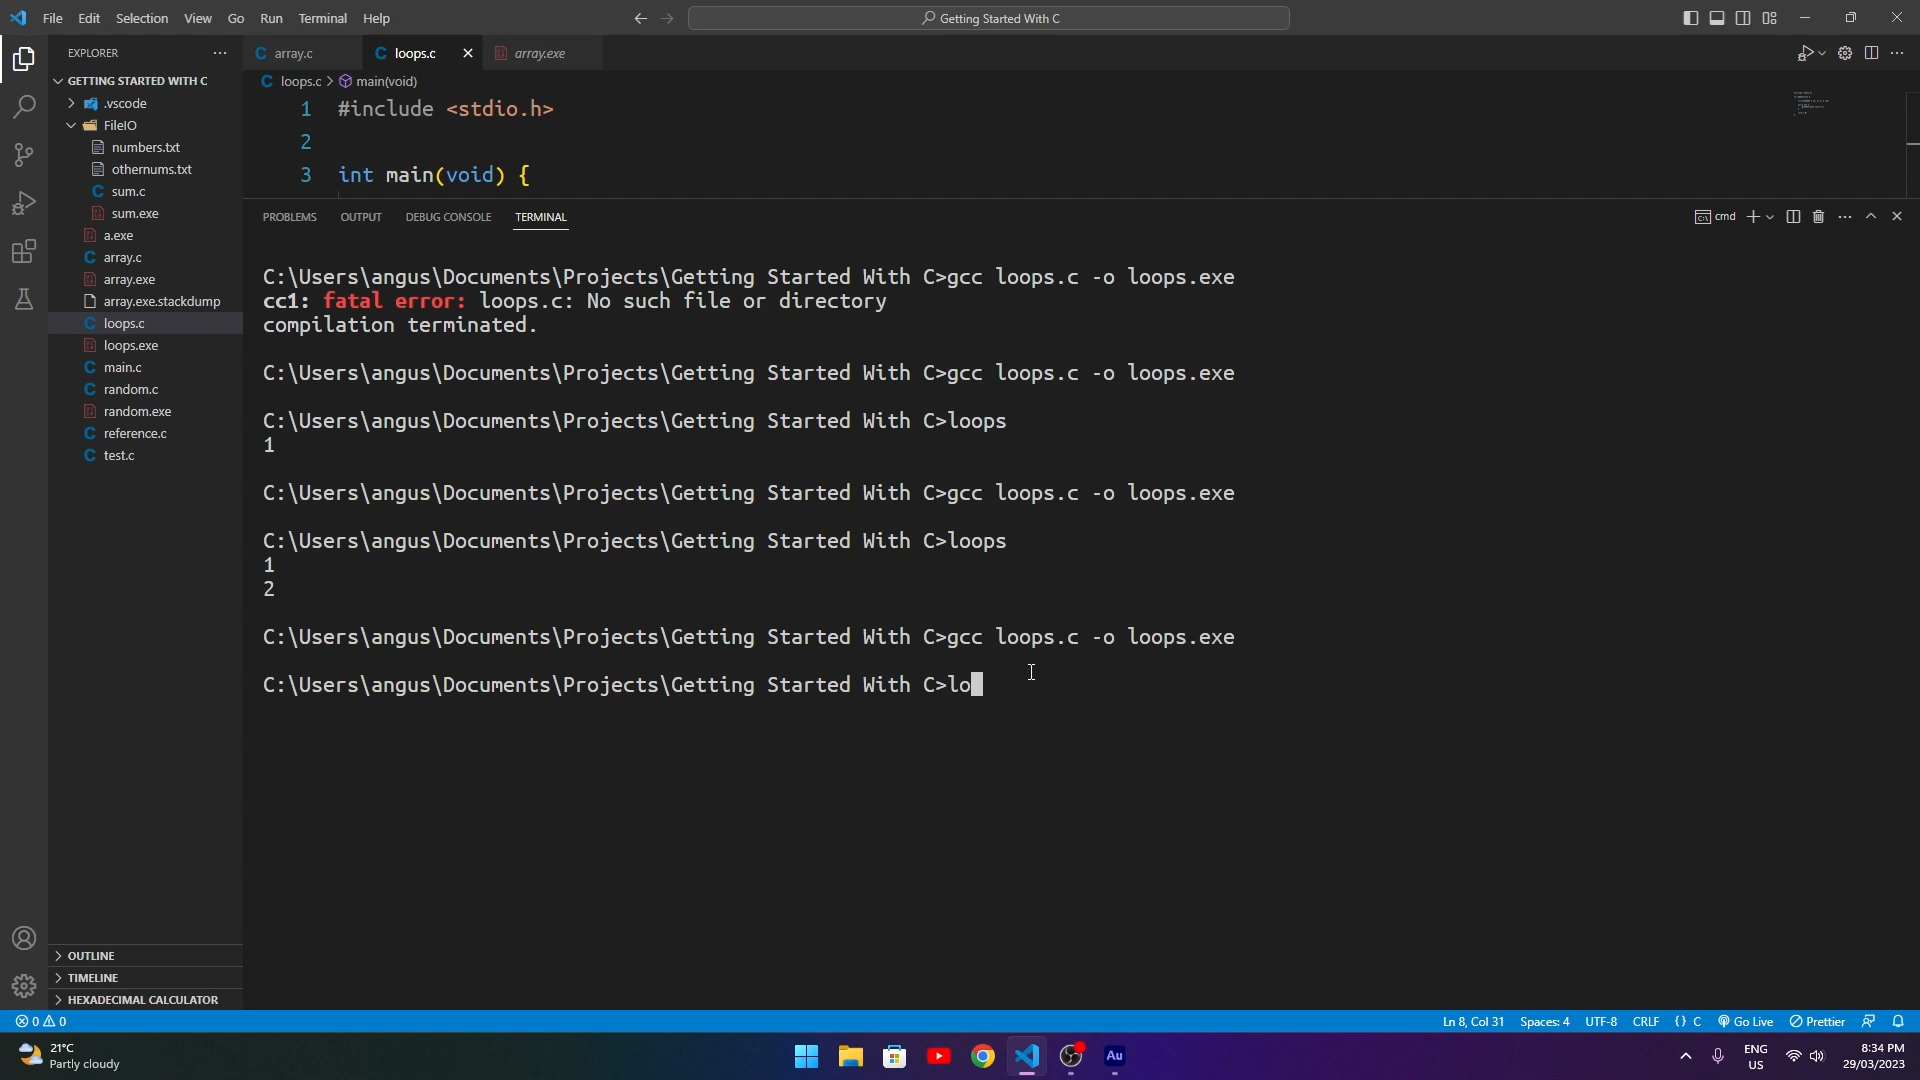 File Edit Selection View Go Run Terminal Help
Getting Started With C
EXPLORER
GETTING STARTED WITH C
.vscode
FileIO
numbers.txt
othernums.txt
sum.c
sum.exe
a.exe
array.c
array.exe
array.exe.stackdump
loops.c
loops.exe
main.c
random.c
random.exe
reference.c
test.c
OUTLINE
TIMELINE
HEXADECIMAL CALCULATOR
array.c loops.c array.exe
loops.c > main(void)
1 #include <stdio.h>
2
3 int main(void) {
PROBLEMS OUTPUT DEBUG CONSOLE TERMINAL
cmd
C:\Users\angus\Documents\Projects\Getting Started With C>gcc loops.c -o loops.exe
cc1: fatal error: loops.c: No such file or directory
compilation terminated.
C:\Users\angus\Documents\Projects\Getting Started With C>gcc loops.c -o loops.exe
C:\Users\angus\Documents\Projects\Getting Started With C>loops
1
C:\Users\angus\Documents\Projects\Getting Started With C>gcc loops.c -o loops.exe
C:\Users\angus\Documents\Projects\Getting Started With C>loops
1
2
C:\Users\angus\Documents\Projects\Getting Started With C>gcc loops.c -o loops.exe
C:\Users\angus\Documents\Projects\Getting Started With C>lo
0 0
Ln 8, Col 31 Spaces: 4 UTF-8 CRLF {} C Go Live Prettier
21°C
Partly cloudy
Au
ENG
US
8:34 PM
29/03/2023